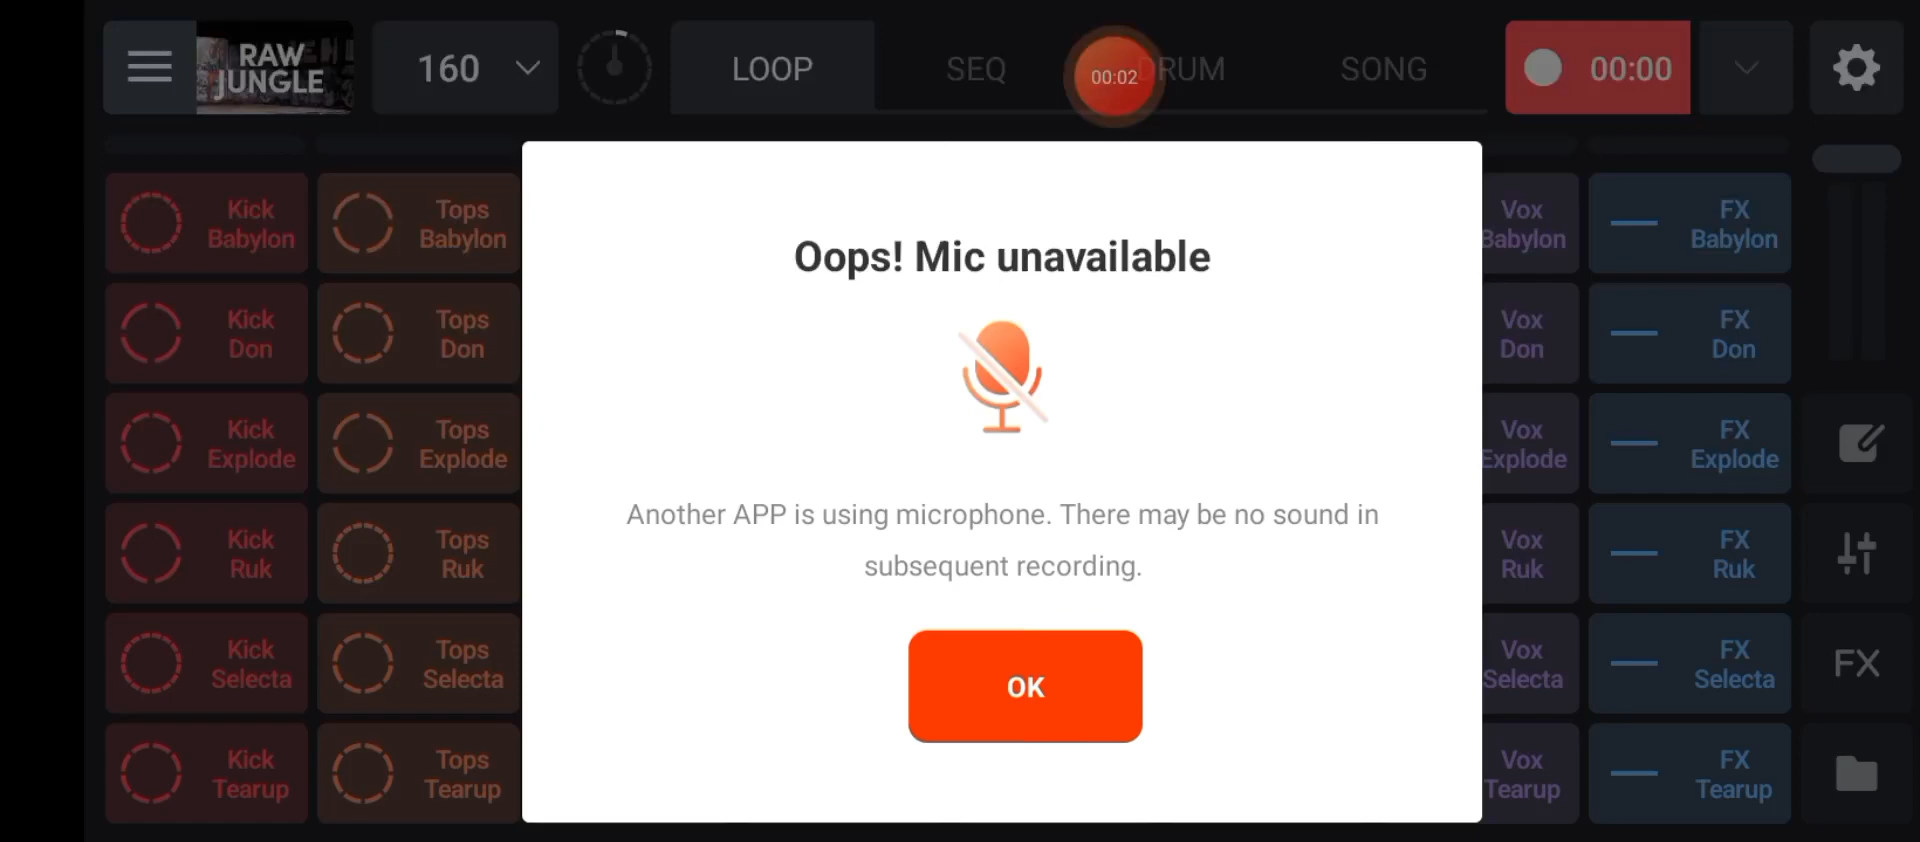 RAW
JUNGLE
160
LOOP
SEQ
00:02
DRUM
SONG
00:00
Oops! Mic unavailable
Another APP is using microphone. There may be no sound in
subsequent recording.
OK
Kick
Babylon
Tops
Babylon
Vox
Babylon
FX
Babylon
Kick
Don
Tops
Don
Vox
Don
FX
Don
Kick
Explode
Tops
Explode
Vox
Explode
FX
Explode
Kick
Ruk
Tops
Ruk
Vox
Ruk
FX
Ruk
Kick
Selecta
Tops
Selecta
Vox
Selecta
FX
Selecta
FX
Kick
Tearup
Tops
Tearup
Vox
Tearup
FX
Tearup